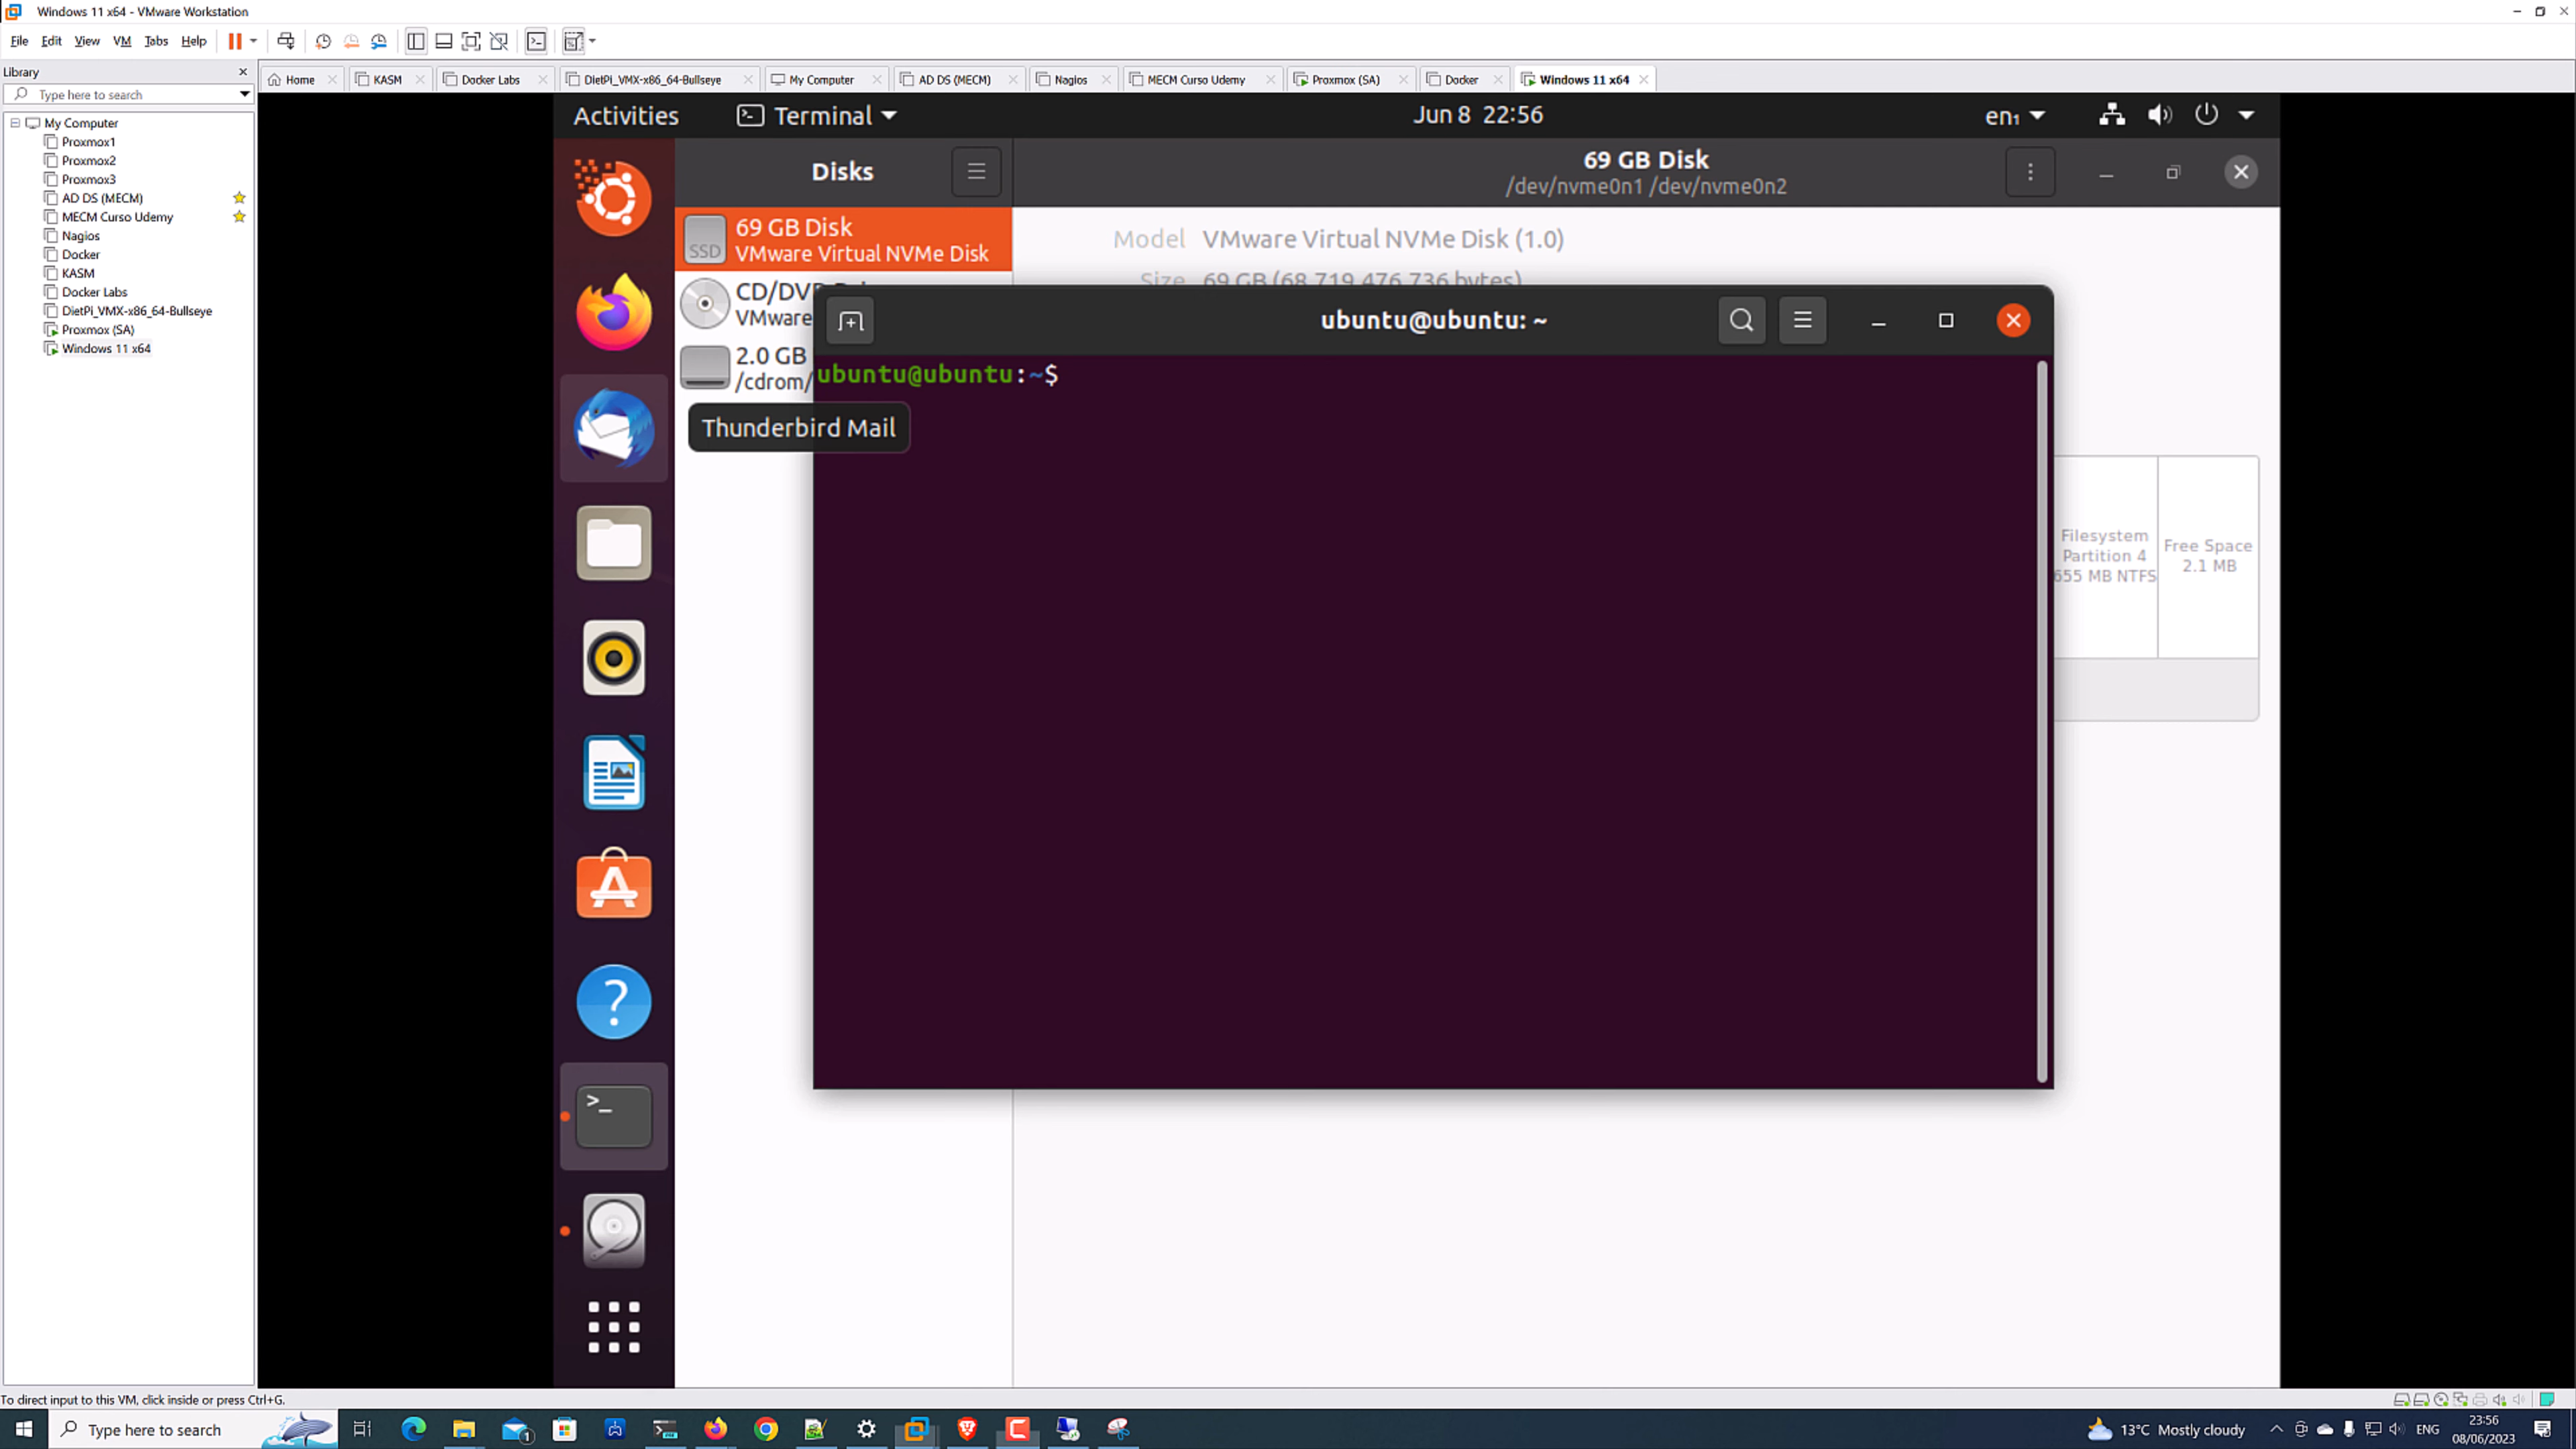 Windows 11 x64 - VMware Workstation
File Edit View VM Tabs Help
Library
Type here to search
My Computer
Proxmox1
Proxmox2
Proxmox3
AD DS (MECM)
MECM Curso Udemy
Nagios
Docker
KASM
Docker Labs
DietPi_VMX-x86_64-Bullseye
Proxmox (SA)
Windows 11 x64
Home KASM Docker Labs DietPi_VMX-x86_64-Bullseye My Computer AD DS (MECM) Nagios MECM Curso Udemy Proxmox (SA) Docker Windows 11 x64
Activities Terminal Jun 8 22:56 en₁
Disks
69 GB Disk
/dev/nvme0n1 /dev/nvme0n2
69 GB Disk
SSD
VMware Virtual NVMe Disk
Model VMware Virtual NVMe Disk (1.0)
Size 69 GB (68,719,476,736 bytes)
CD/DVD
VMware
2.0 GB
/cdrom/
ubuntu@ubuntu: ~
ubuntu@ubuntu:~$
Thunderbird Mail
Filesystem
Partition 4
655 MB NTFS
Free Space
2.1 MB
To direct input to this VM, click inside or press Ctrl+G.
Type here to search
1
13°C Mostly cloudy
ENG
23:56
08/06/2023